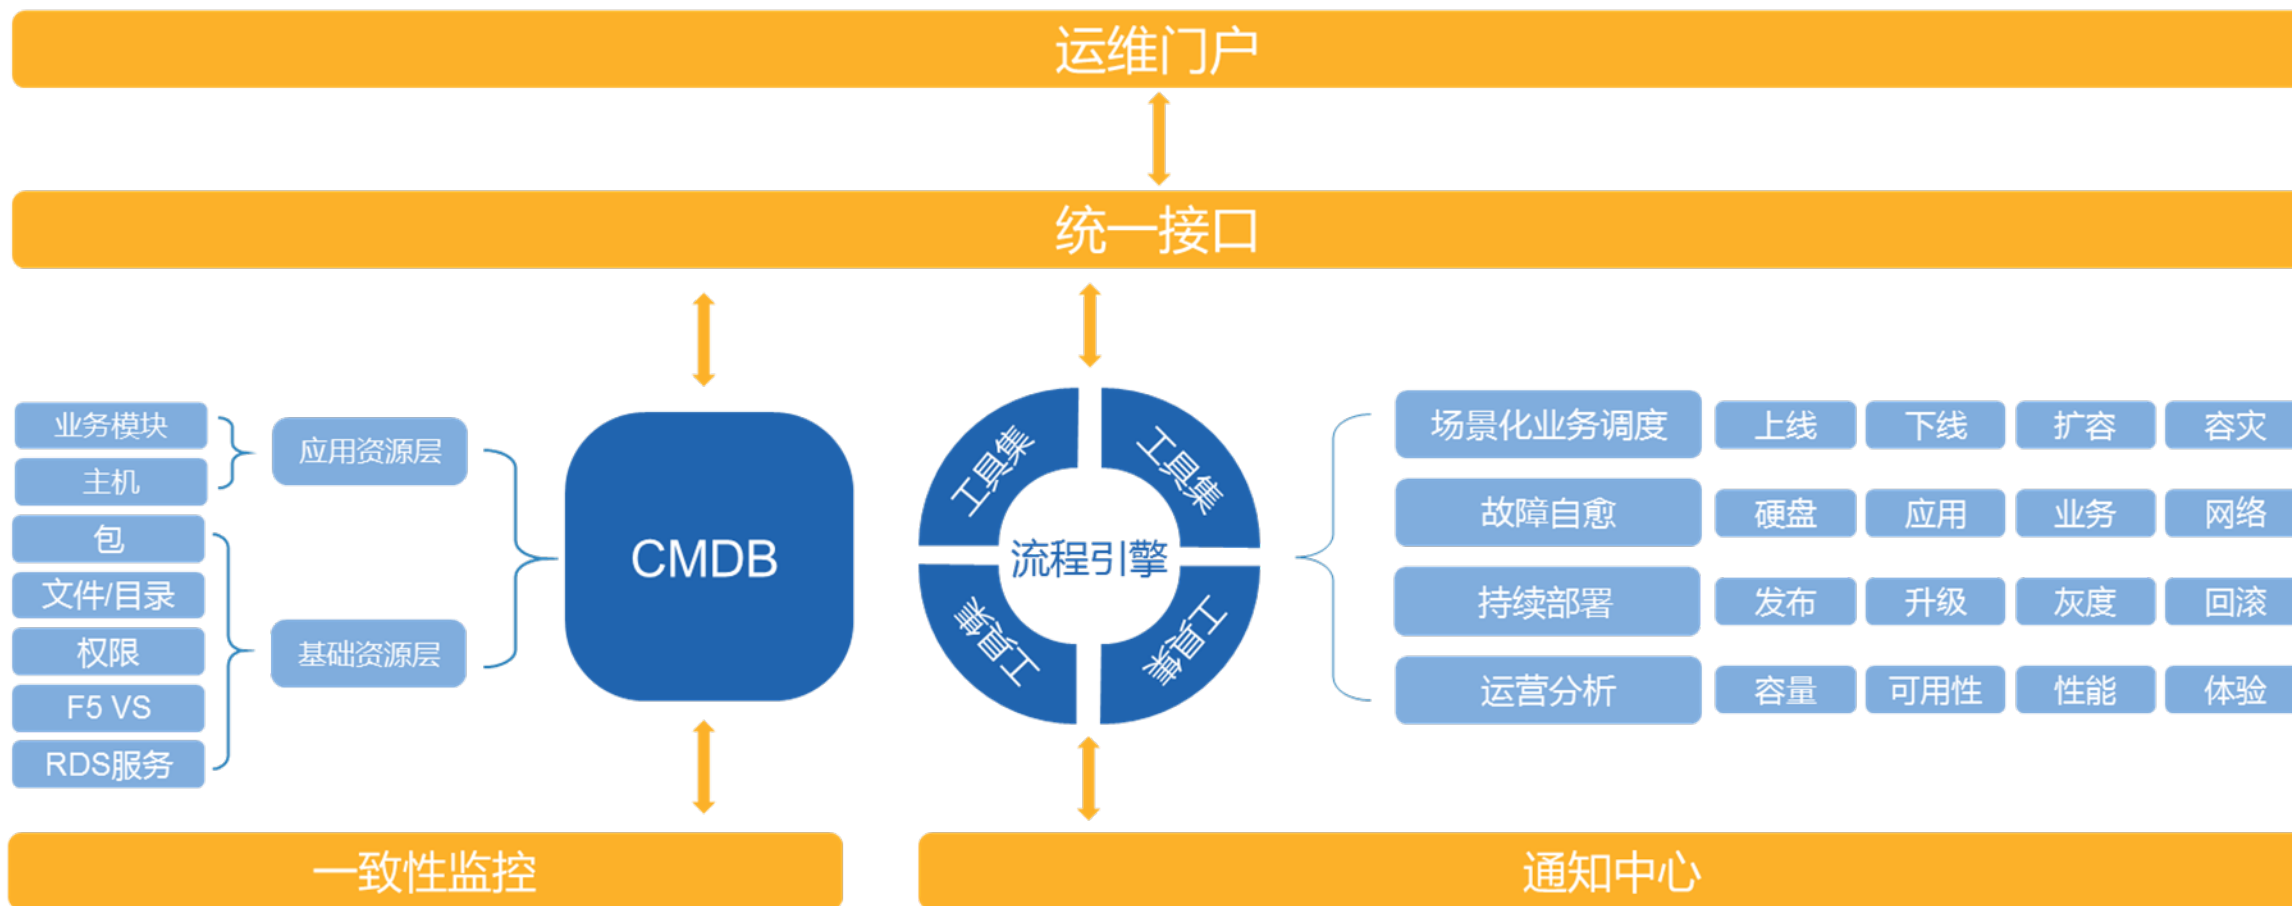 运维门户
统一接口
业务模块
主机
应用资源层
包
文件/目录
权限
F5 VS
RDS服务
基础资源层
CMDB
工具集
工具集
流程引擎
工具集
工具集
场景化业务调度
上线
下线
扩容
容灾
故障自愈
硬盘
应用
业务
网络
持续部署
发布
升级
灰度
回滚
运营分析
容量
可用性
性能
体验
一致性监控
通知中心